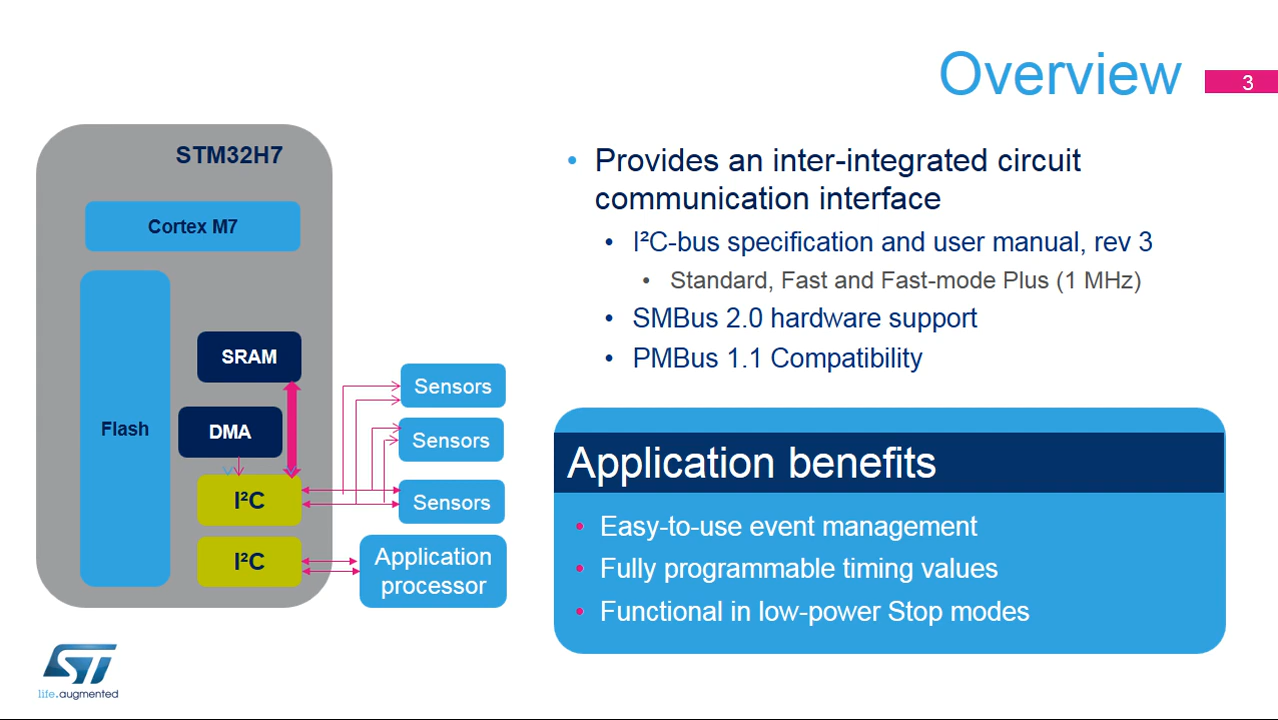 Overview
3
STM32H7
Cortex M7
Flash
SRAM
DMA
I²C
I²C
Sensors
Sensors
Sensors
Application
processor
• Provides an inter-integrated circuit
communication interface
• I²C-bus specification and user manual, rev 3
• Standard, Fast and Fast-mode Plus (1 MHz)
• SMBus 2.0 hardware support
• PMBus 1.1 Compatibility
Application benefits
• Easy-to-use event management
• Fully programmable timing values
• Functional in low-power Stop modes
ST
life.augmented